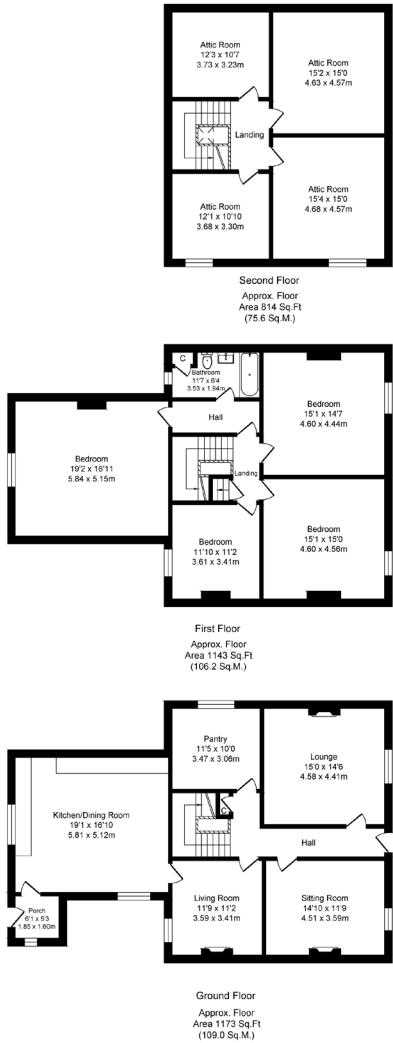 Attic Room
12'3 x 10'7
3.73 x 3.23m
Attic Room
15'2 x 15'0
4.63 x 4.57m
Landing
Attic Room
12'1 x 10'10
3.68 x 3.30m
Attic Room
15'4 x 15'0
4.68 x 4.57m
Second Floor
Approx. Floor
Area 814 Sq.Ft
(75.6 Sq.M.)
C
Bathroom
11'7 x 6'4
3.53 x 1.94m
Hall
Bedroom
15'1 x 14'7
4.60 x 4.44m
Bedroom
19'2 x 16'11
5.84 x 5.15m
Landing
Bedroom
11'10 x 11'2
3.61 x 3.41m
Bedroom
15'1 x 15'0
4.60 x 4.56m
First Floor
Approx. Floor
Area 1143 Sq.Ft
(106.2 Sq.M.)
Pantry
11'5 x 10'0
3.47 x 3.06m
Lounge
15'0 x 14'6
4.58 x 4.41m
Kitchen/Dining Room
19'1 x 16'10
5.81 x 5.12m
C
Hall
Porch
6'1 x 5'3
1.85 x 1.60m
Living Room
11'9 x 11'2
3.59 x 3.41m
Sitting Room
14'10 x 11'9
4.51 x 3.59m
Ground Floor
Approx. Floor
Area 1173 Sq.Ft
(109.0 Sq.M.)